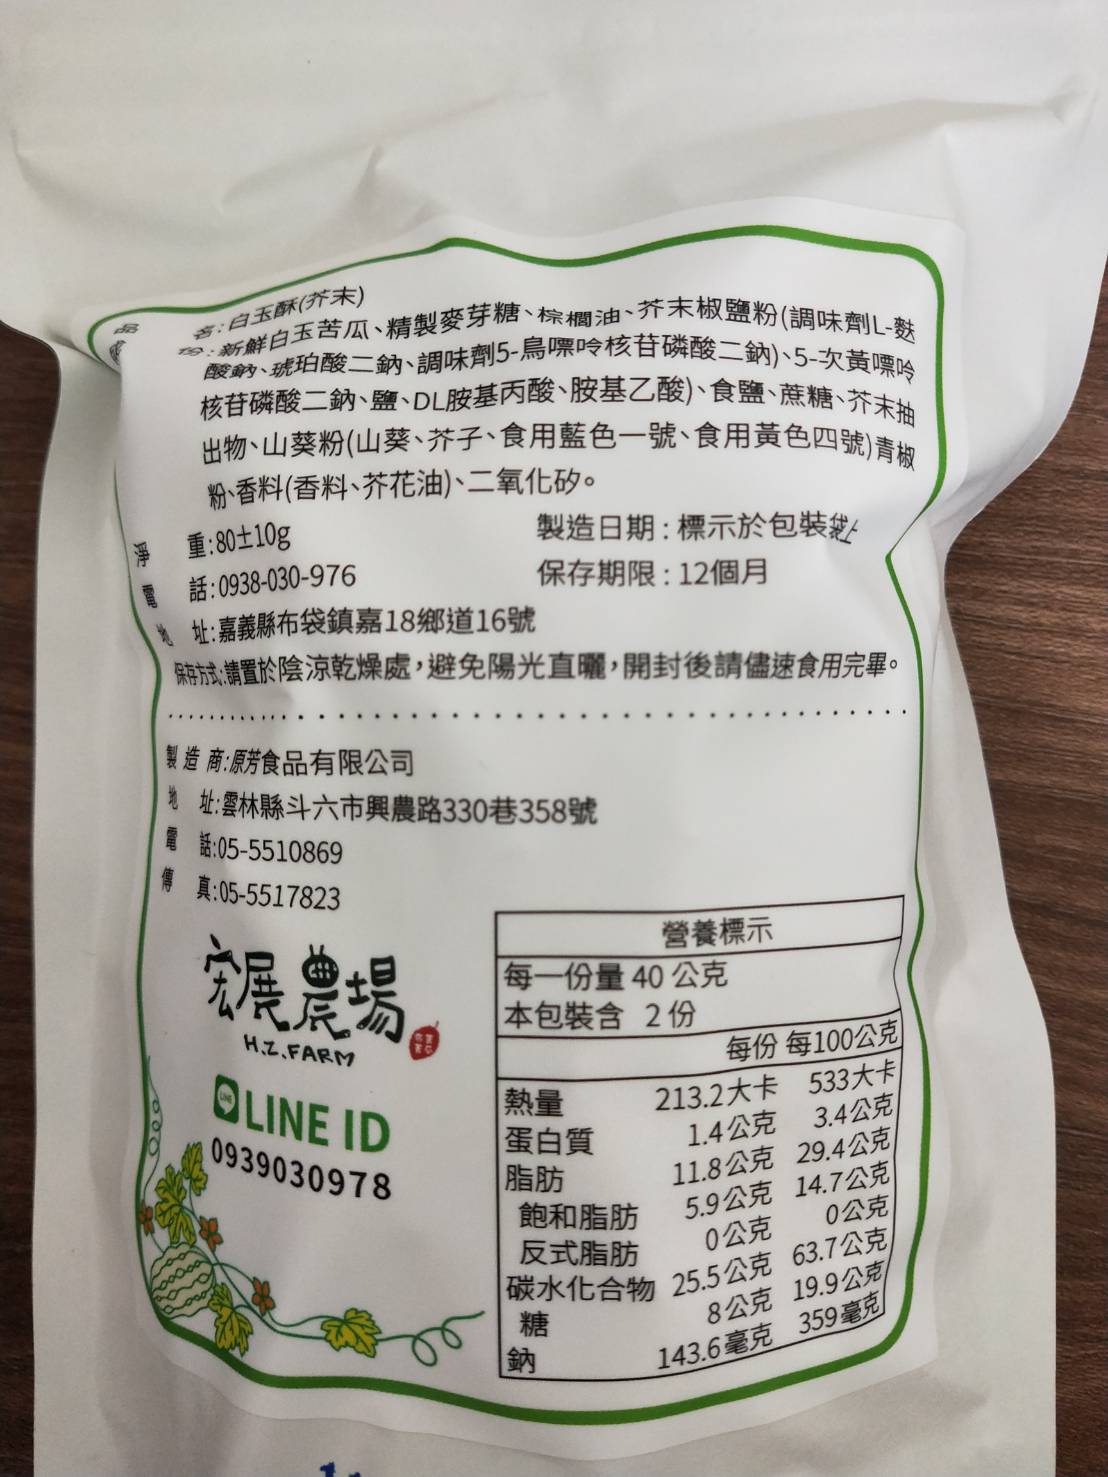 品名:白玉酥(芥末)
份:新鮮白玉苦瓜、精製麥芽糖、棕櫚油、芥末椒鹽粉(調味劑L-麩
酸鈉、琥珀酸二鈉、調味劑5-鳥嘌呤核苷磷酸二鈉)、5-次黃嘌呤
核苷磷酸二鈉、鹽、DL胺基丙酸、胺基乙酸)、食鹽、蔗糖、芥末抽
出物、山葵粉(山葵、芥子、食用藍色一號、食用黃色四號)青椒
粉、香料(香料、芥花油)、二氧化矽。
淨重:80±10g 製造日期:標示於包裝袋上
電話:0938-030-976 保存期限:12個月
地址:嘉義縣布袋鎮嘉18鄉道16號
保存方式:請置於陰涼乾燥處，避免陽光直曬，開封後請儘速食用完畢。
製造商:原芳食品有限公司
地址:雲林縣斗六市興農路330巷358號
電話:05-5510869
傳真:05-5517823
宏展農場
H.Z.FARM
LINE
LINE ID
0939030978
營養標示
每一份量 40 公克
本包裝含 2 份
每份 每100公克
熱量 213.2大卡 533大卡
蛋白質 1.4公克 3.4公克
脂肪 11.8公克 29.4公克
飽和脂肪 5.9公克 14.7公克
反式脂肪 0公克 0公克
碳水化合物 25.5公克 63.7公克
糖 8公克 19.9公克
鈉 143.6毫克 359毫克